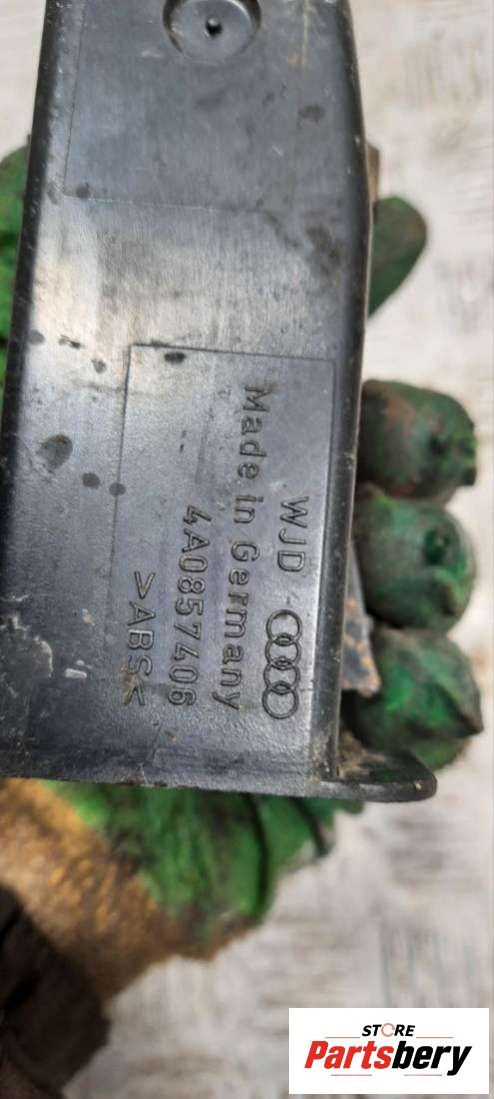 WJD
Made in Germany
4A0857406
>ABS<
STORE
Partsbery